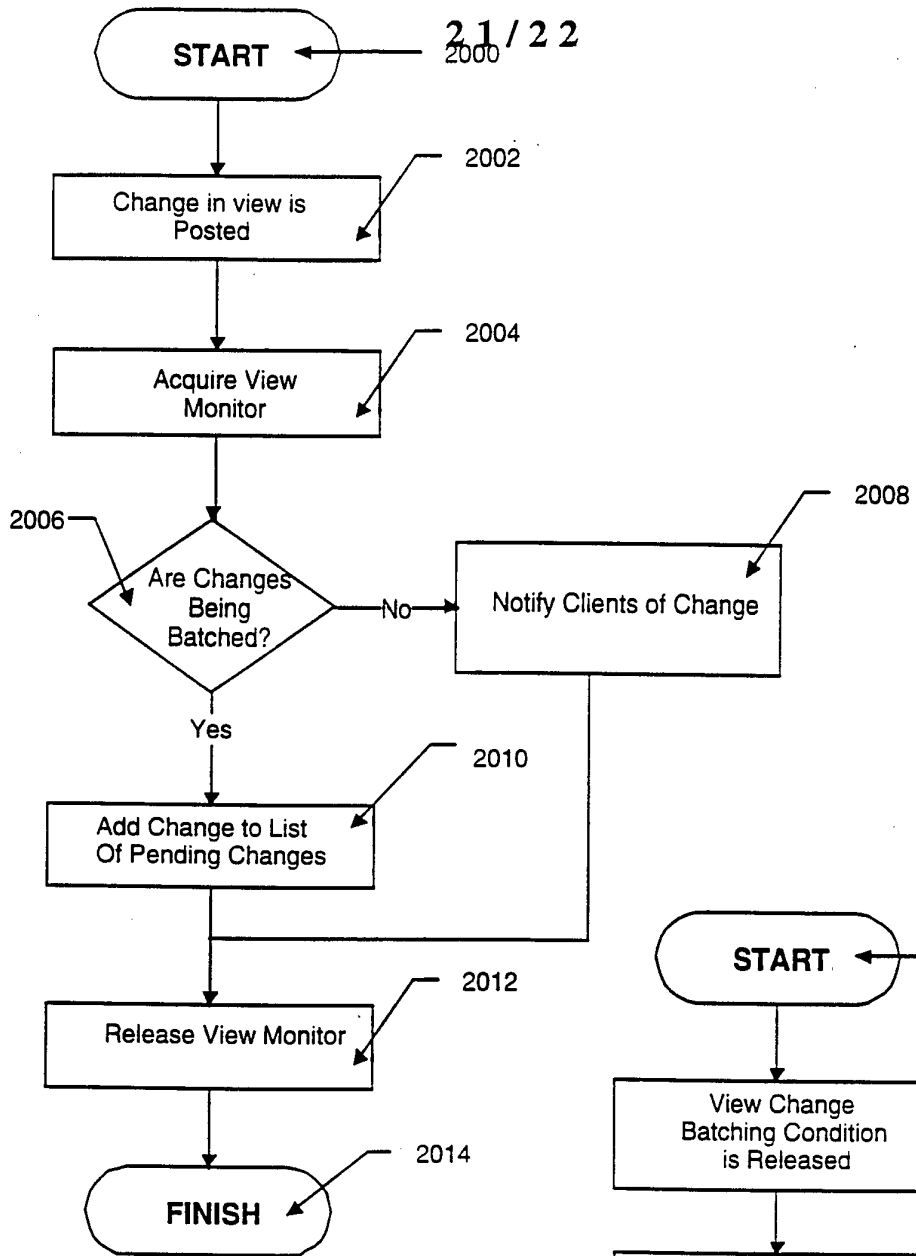 21/22
START
2000
2002
Change in view is
Posted
2004
Acquire View
Monitor
2006
2008
Are Changes
Being
Batched?
No
Notify Clients of Change
Yes
2010
Add Change to List
Of Pending Changes
START
2012
Release View Monitor
View Change
Batching Condition
is Released
2014
FINISH